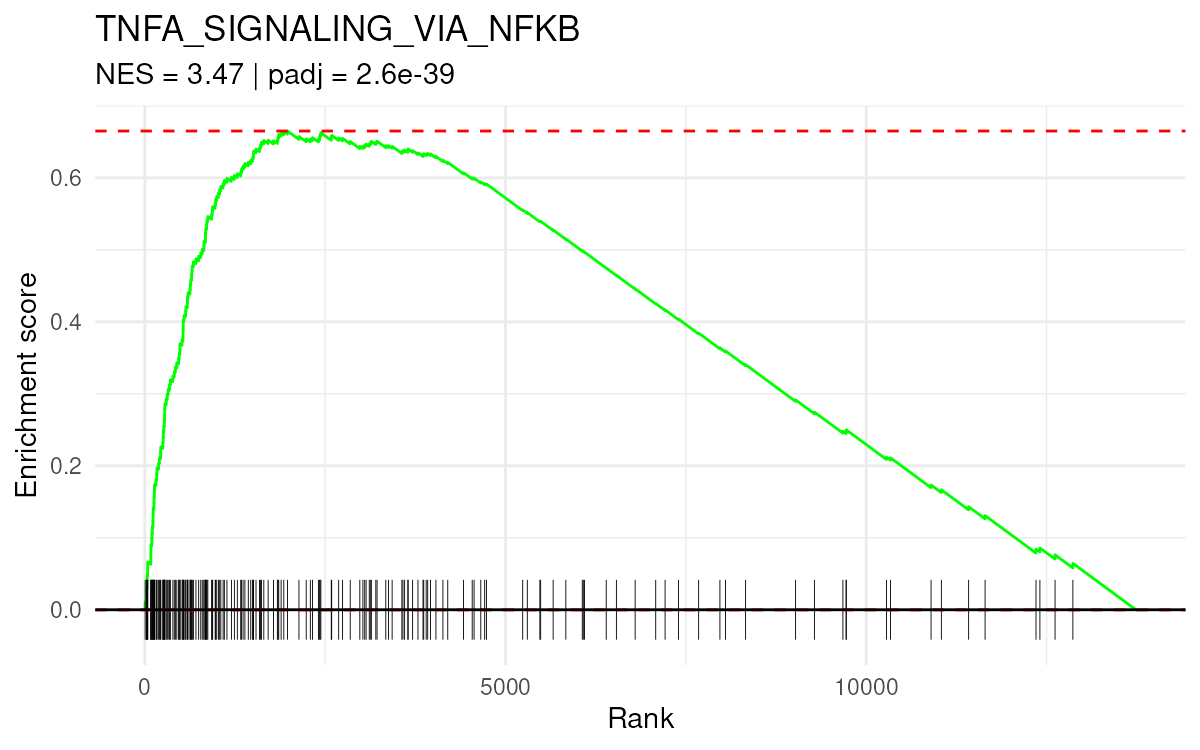 TNFA_SIGNALING_VIA_NFKB
NES = 3.47 | padj = 2.6e-39
Enrichment score
0.6
0.4
0.2
0.0
0
5000
10000
Rank